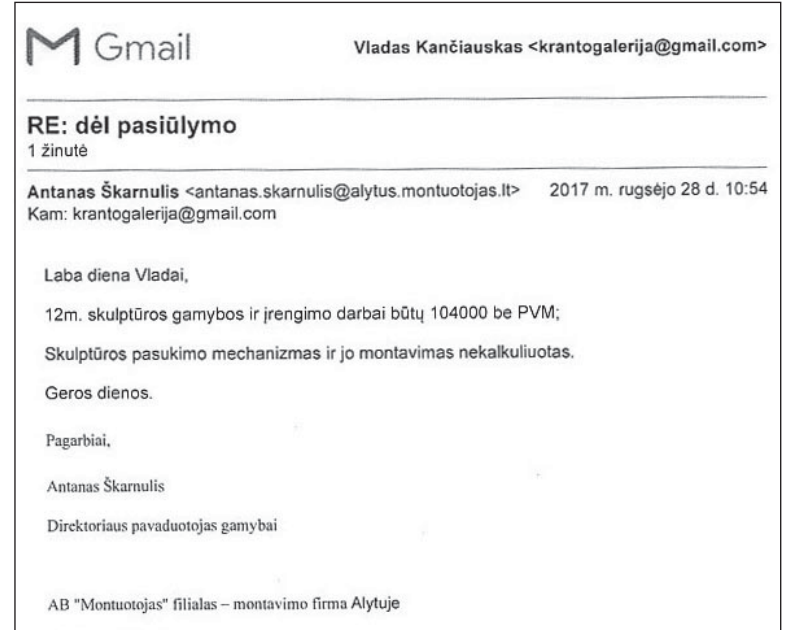 Gmail
Vladas Kančiauskas <krantogalerija@gmail.com>
RE: dėl pasiūlymo
1 žinutė
Antanas Škarnulis <antanas.skarnulis@alytus.montuotojas.lt> 2017 m. rugsėjo 28 d. 10:54
Kam: krantogalerija@gmail.com
Laba diena Vladai,
12m. skulptūros gamybos ir įrengimo darbai būtų 104000 be PVM;
Skulptūros pasukimo mechanizmas ir jo montavimas nekalkuliuotas.
Geros dienos.
Pagarbiai,
Antanas Škarnulis
Direktoriaus pavaduotojas gamybai
AB "Montuotojas" filialas – montavimo firma Alytuje